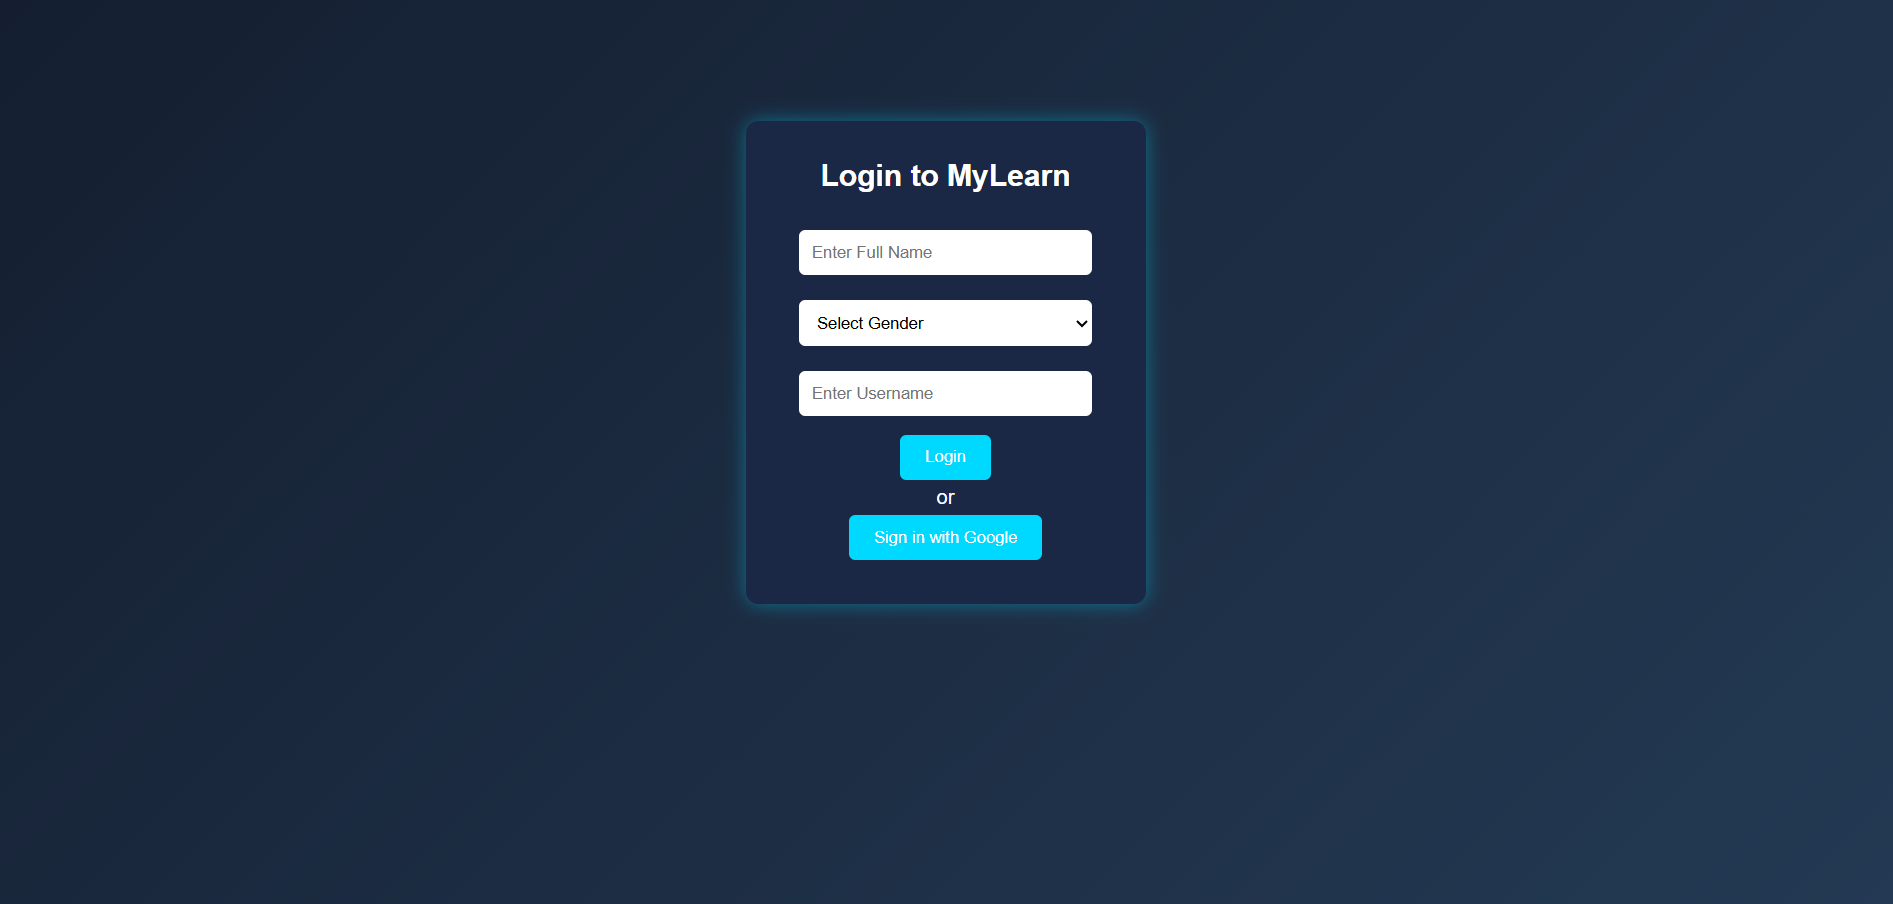 Login to MyLearn
Enter Full Name
Select Gender
Enter Username
Login
or
Sign in with Google